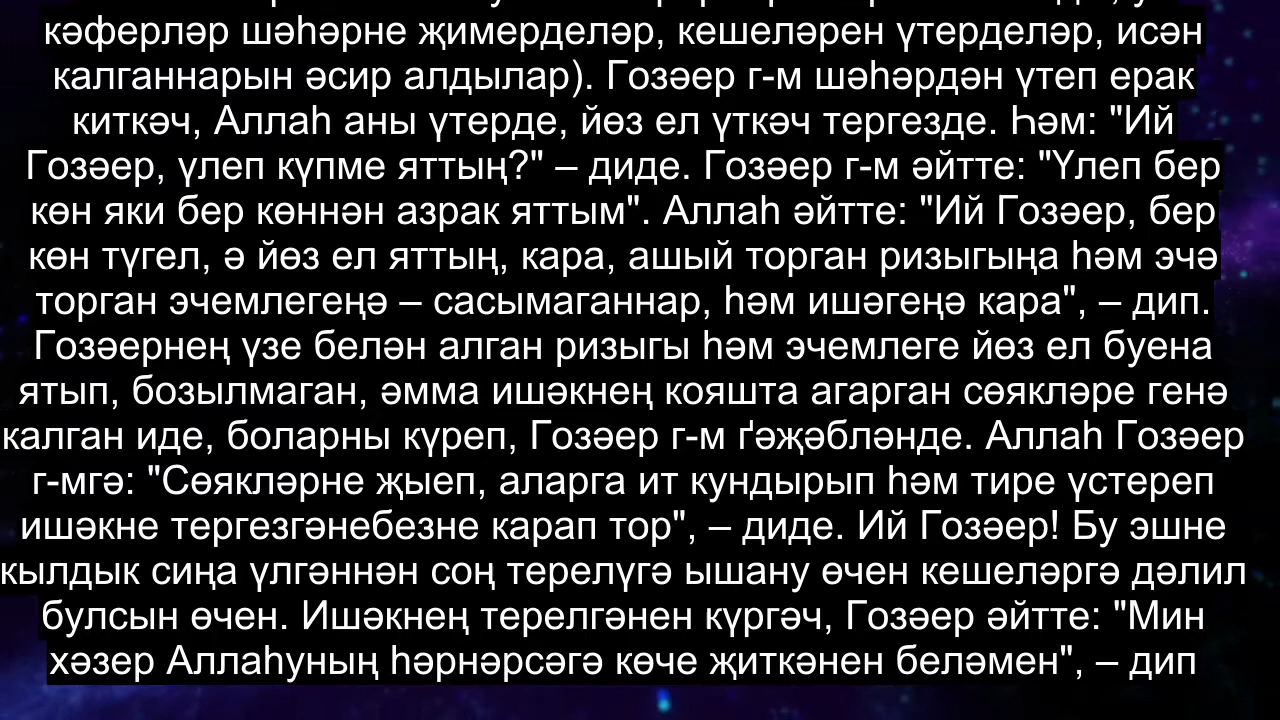 кәферләр шәһәрне җимерделәр, кешеләрен үтерделәр, исән
калганнарын әсир алдылар). Гозәер г-м шәһәрдән үтеп ерак
киткәч, Аллаһ аны үтерде, йөз ел үткәч тергезде. Һәм: "Ий
Гозәер, үлеп күпме яттың?" – диде. Гозәер г-м әйтте: "Үлеп бер
көн яки бер көннән азрак яттым". Аллаһ әйтте: "Ий Гозәер, бер
көн түгел, ә йөз ел яттың, кара, ашый торган ризыгыңа һәм эчә
торган эчемлегеңә – сасымаганнар, һәм ишәгеңә кара", – дип.
Гозәернең үзе белән алган ризыгы һәм эчемлеге йөз ел буена
ятып, бозылмаган, әмма ишәкнең кояшта агарган сөякләре генә
калган иде, боларны күреп, Гозәер г-м ґәҗәбләнде. Аллаһ Гозәер
г-мгә: "Сөякләрне җыеп, аларга ит кундырып һәм тире үстереп
ишәкне тергезгәнебезне карап тор", – диде. Ий Гозәер! Бу эшне
кылдык сиңа үлгәннән соң терелүгә ышану өчен кешеләргә дәлил
булсын өчен. Ишәкнең терелгәнен күргәч, Гозәер әйтте: "Мин
хәзер Аллаһуның һәрнәрсәгә көче җиткәнен беләмен", – дип